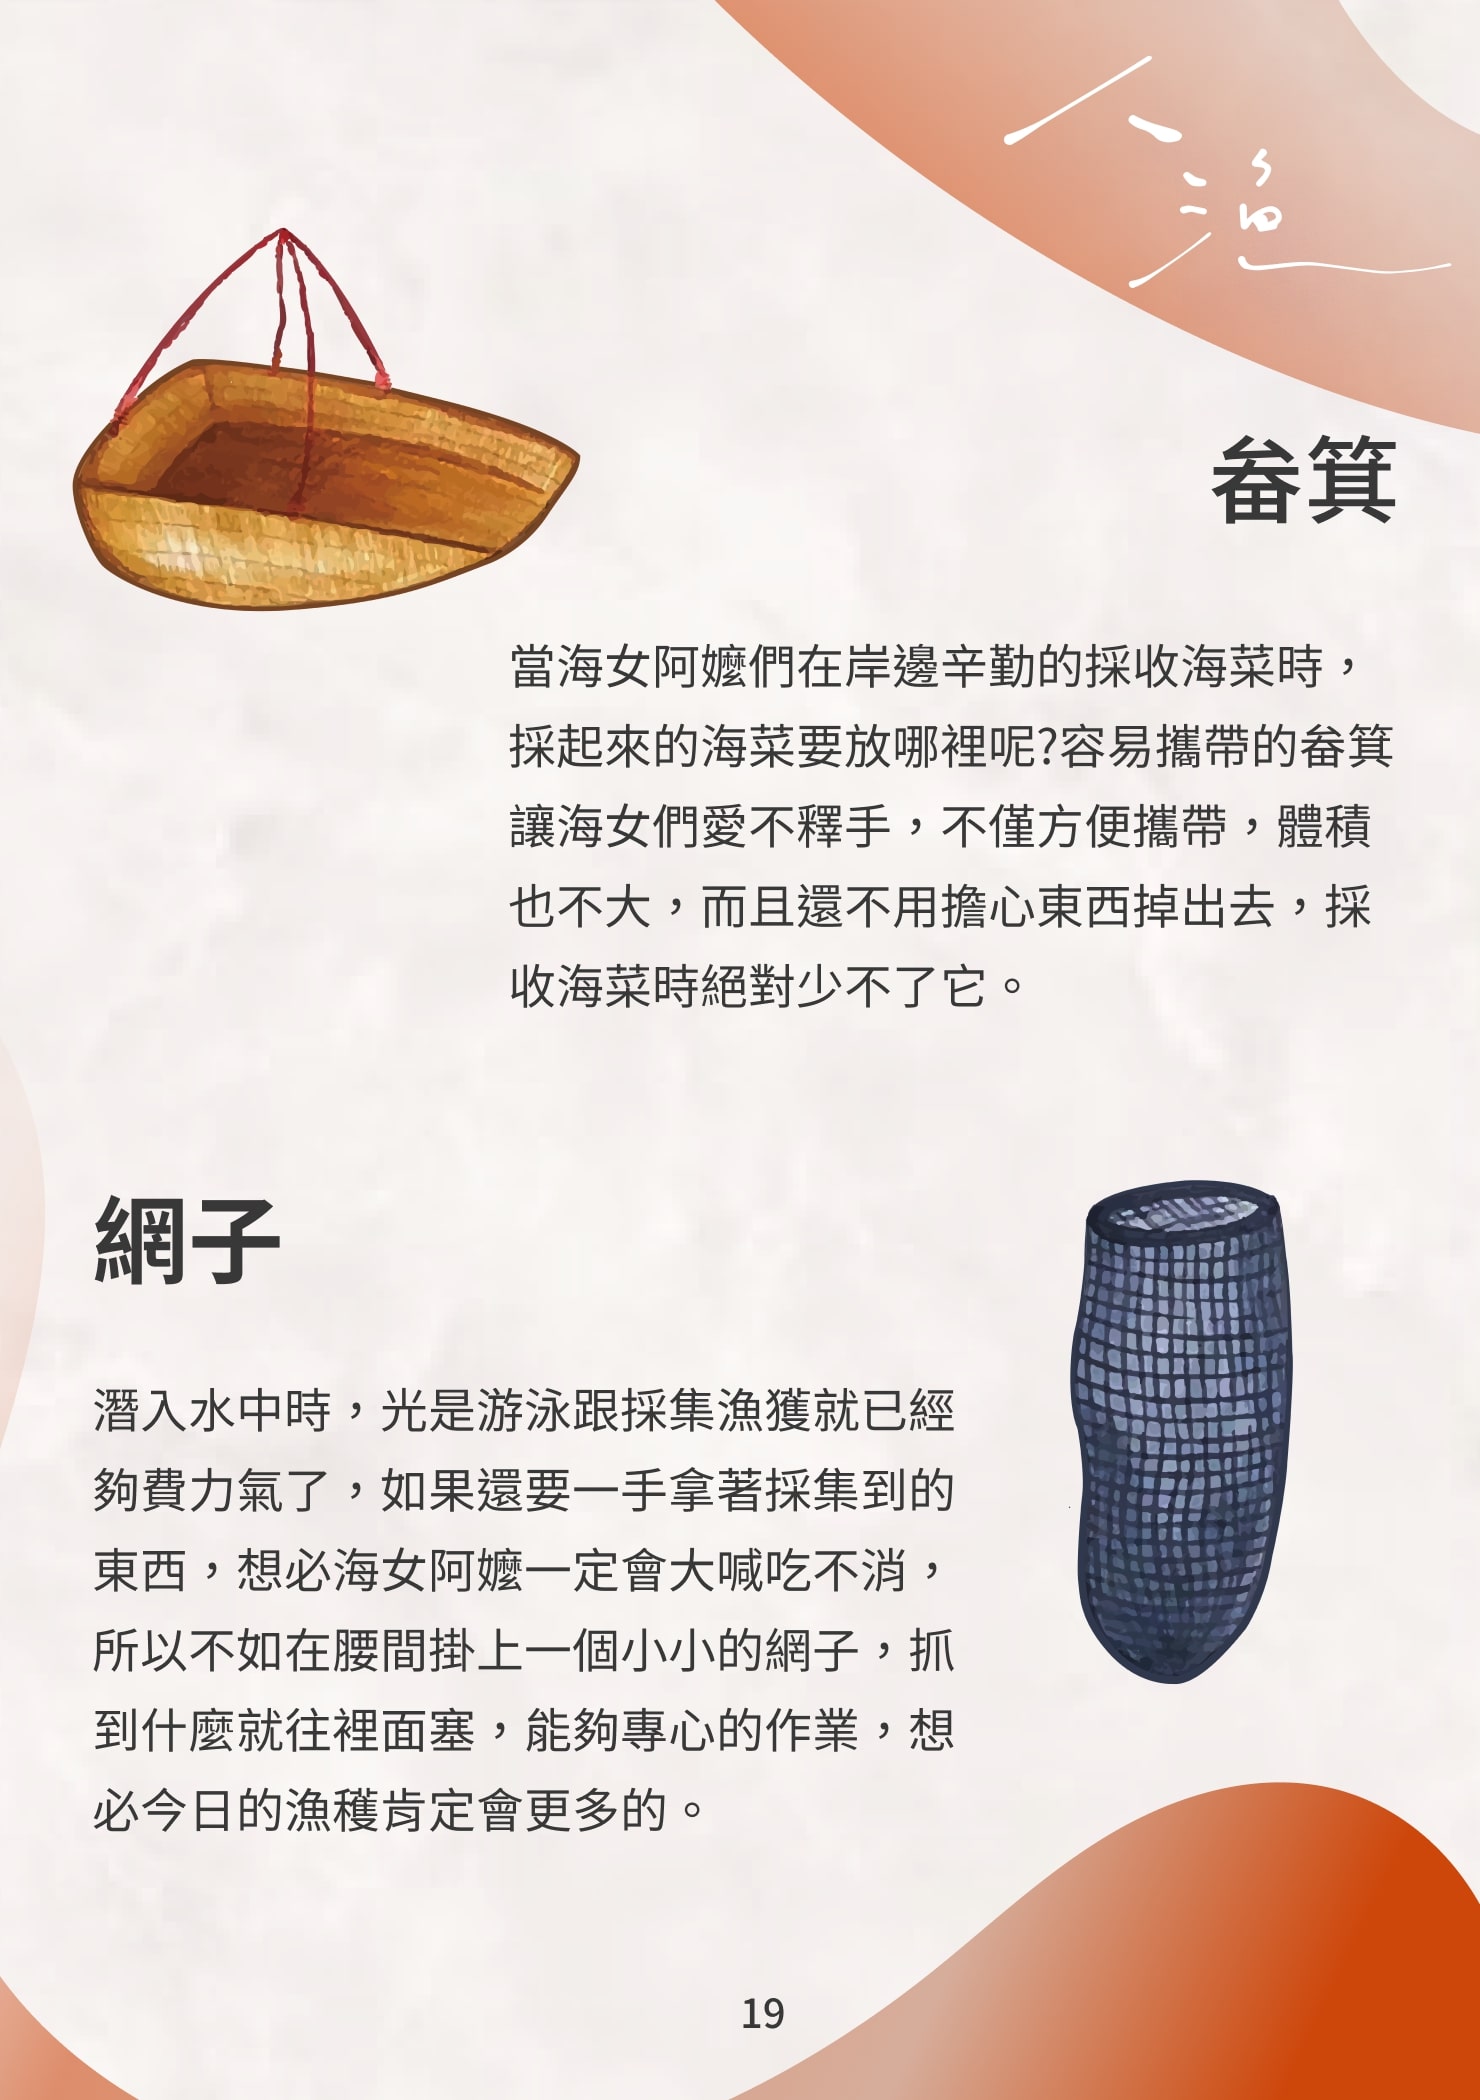 畚箕
當海女阿嬤們在岸邊辛勤的採收海菜時，
採起來的海菜要放哪裡呢?容易攜帶的畚箕
讓海女們愛不釋手，不僅方便攜帶，體積
也不大，而且還不用擔心東西掉出去，採
收海菜時絕對少不了它。
網子
潛入水中時，光是游泳跟採集漁獲就已經
夠費力氣了，如果還要一手拿著採集到的
東西，想必海女阿嬤一定會大喊吃不消，
所以不如在腰間掛上一個小小的網子，抓
到什麼就往裡面塞，能夠專心的作業，想
必今日的漁穫肯定會更多的。
19